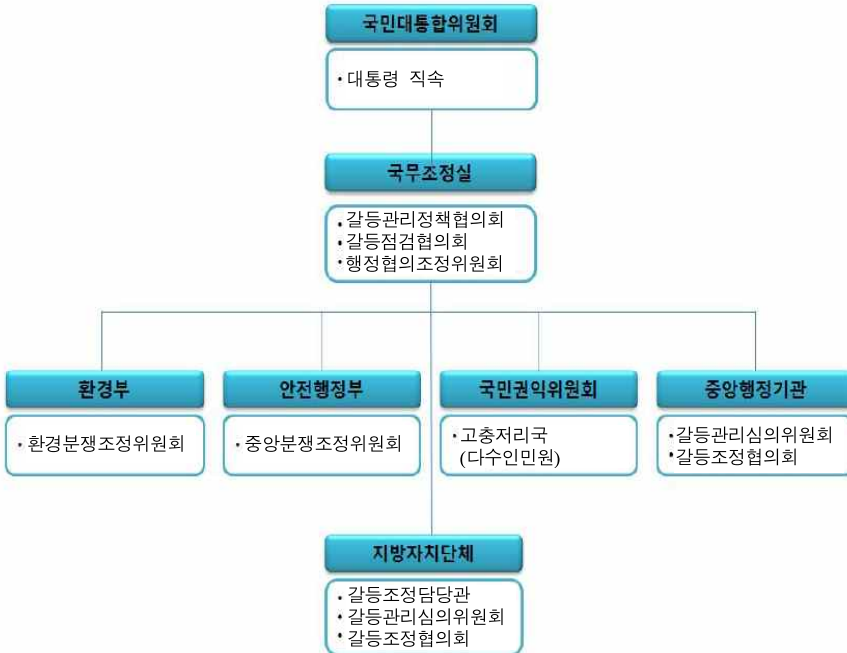 국민대통합위원회
· 대통령 직속
국무조정실
· 갈등관리정책협의회
· 갈등점검협의회
· 행정협의조정위원회
환경부
· 환경분쟁조정위원회
안전행정부
· 중앙분쟁조정위원회
국민권익위원회
· 고충저리국
(다수인민원)
중앙행정기관
· 갈등관리심의위원회
· 갈등조정협의회
지방자치단체
· 갈등조정담당관
· 갈등관리심의위원회
· 갈등조정협의회